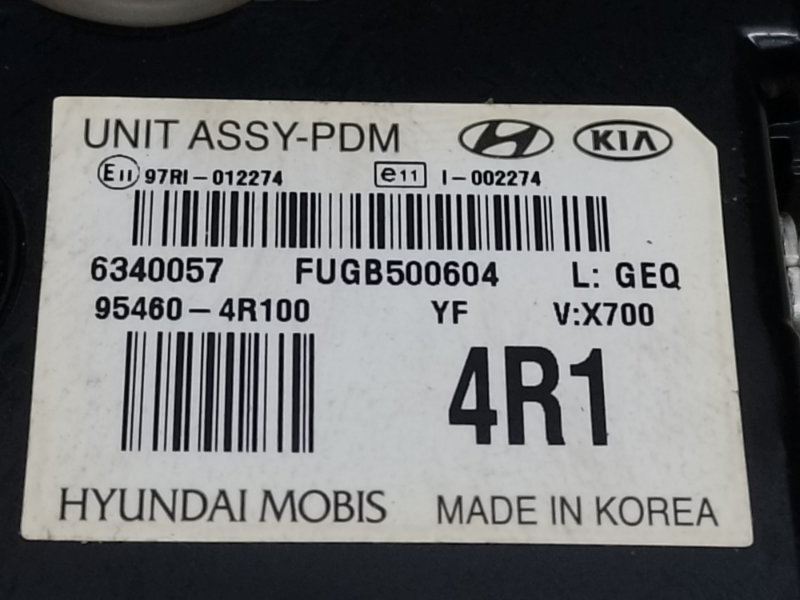 UNIT ASSY-PDM KIA
E11 97RI-012274 e11 I-002274
6340057 FUGB500604 L: GEQ
95460-4R100 YF V:X700
4R1
HYUNDAI MOBIS MADE IN KOREA